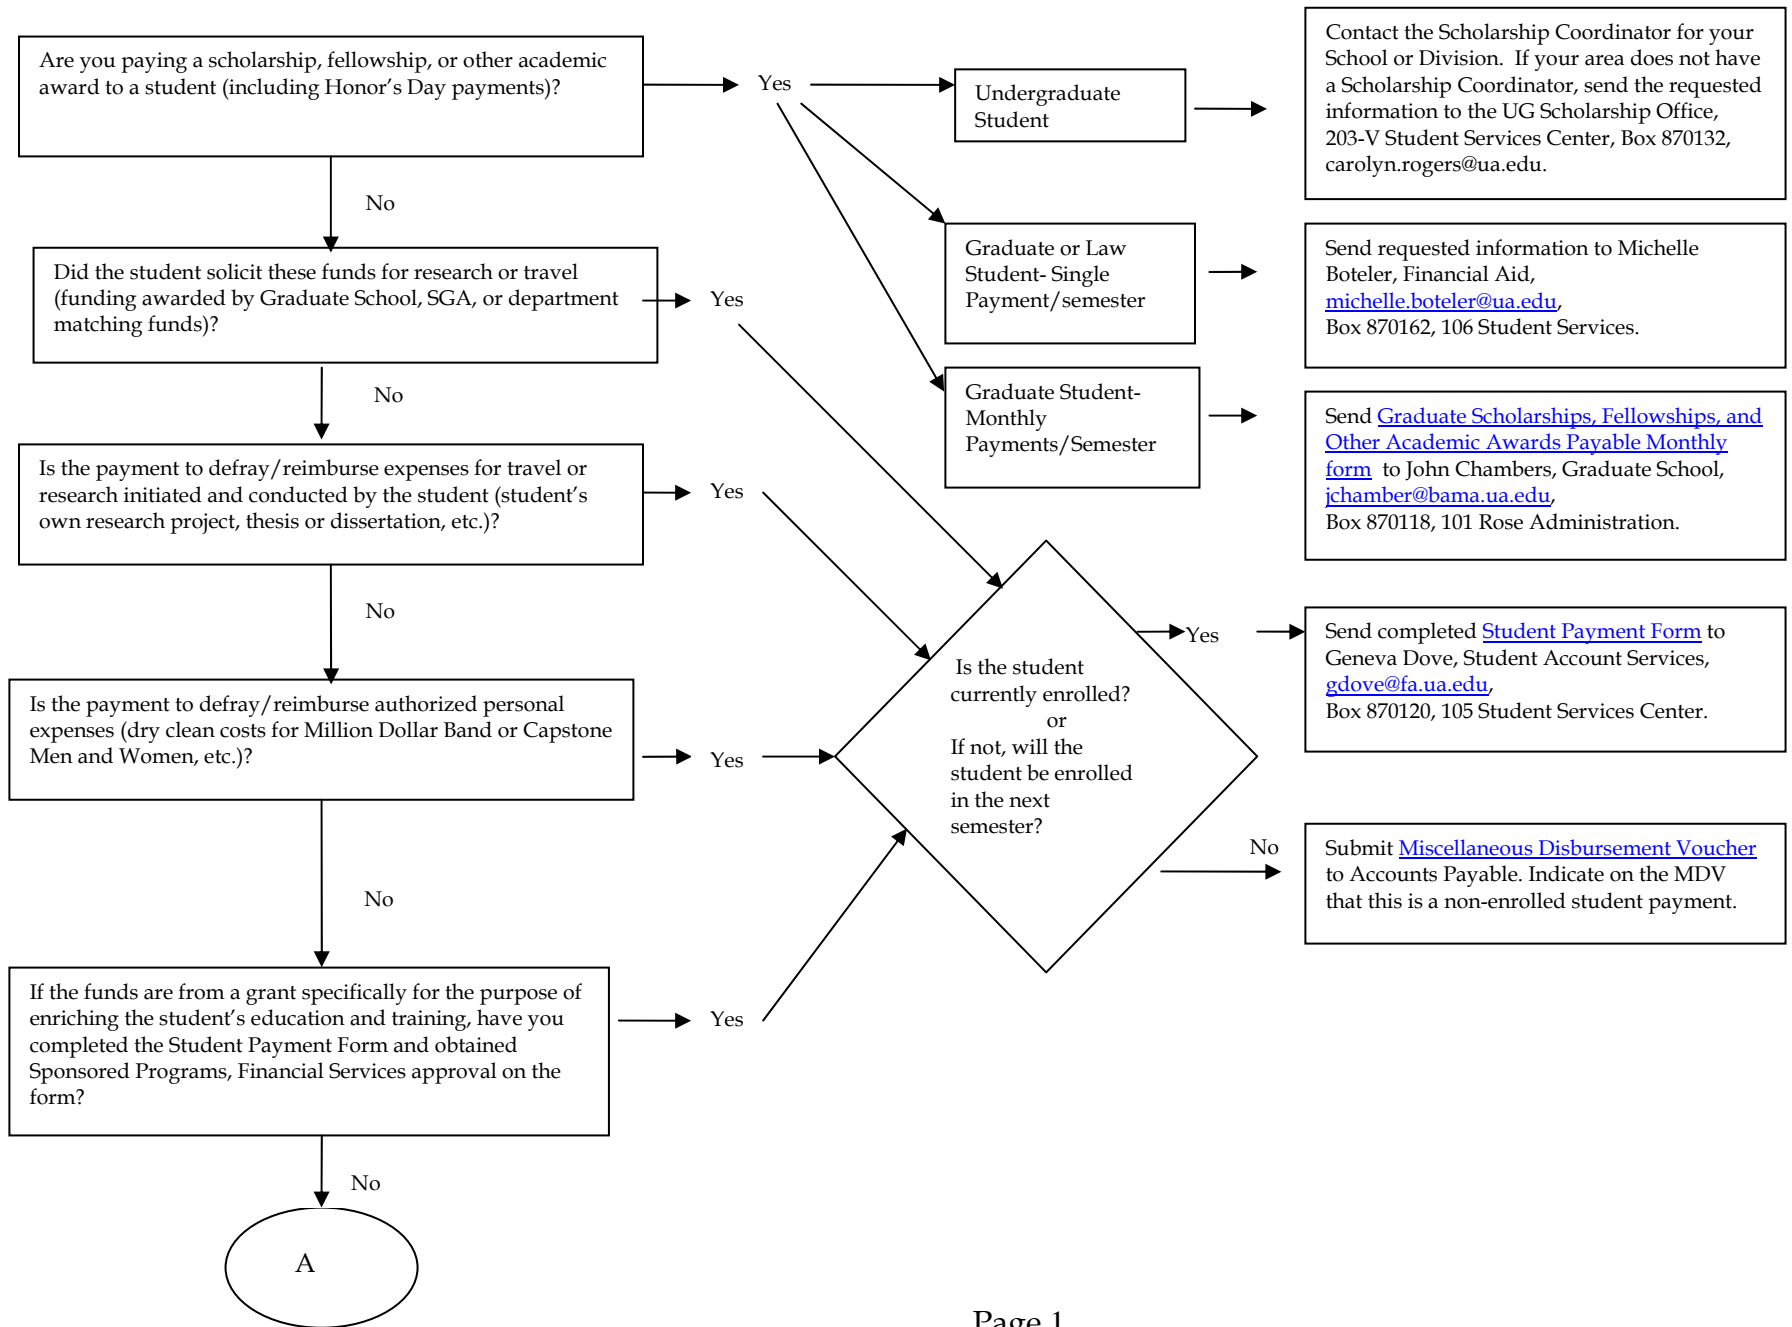 Are you paying a scholarship, fellowship, or other academic
award to a student (including Honor's Day payments)?
Yes
Undergraduate
Student
Contact the Scholarship Coordinator for your
School or Division.  If your area does not have
a Scholarship Coordinator, send the requested
information to the UG Scholarship Office,
203-V Student Services Center, Box 870132,
carolyn.rogers@ua.edu.
No
Graduate or Law
Student- Single
Payment/semester
Send requested information to Michelle
Boteler, Financial Aid,
michelle.boteler@ua.edu,
Box 870162, 106 Student Services.
Did the student solicit these funds for research or travel
(funding awarded by Graduate School, SGA, or department
matching funds)?
Yes
No
Graduate Student-
Monthly
Payments/Semester
Send Graduate Scholarships, Fellowships, and
Other Academic Awards Payable Monthly
form  to John Chambers, Graduate School,
jchamber@bama.ua.edu,
Box 870118, 101 Rose Administration.
Is the payment to defray/reimburse expenses for travel or
research initiated and conducted by the student (student's
own research project, thesis or dissertation, etc.)?
Yes
No
Is the student
currently enrolled?
or
If not, will the
student be enrolled
in the next
semester?
Yes
Send completed Student Payment Form to
Geneva Dove, Student Account Services,
gdove@fa.ua.edu,
Box 870120, 105 Student Services Center.
Is the payment to defray/reimburse authorized personal
expenses (dry clean costs for Million Dollar Band or Capstone
Men and Women, etc.)?
Yes
No
No
Submit Miscellaneous Disbursement Voucher
to Accounts Payable. Indicate on the MDV
that this is a non-enrolled student payment.
If the funds are from a grant specifically for the purpose of
enriching the student's education and training, have you
completed the Student Payment Form and obtained
Sponsored Programs, Financial Services approval on the
form?
Yes
No
A
Page 1